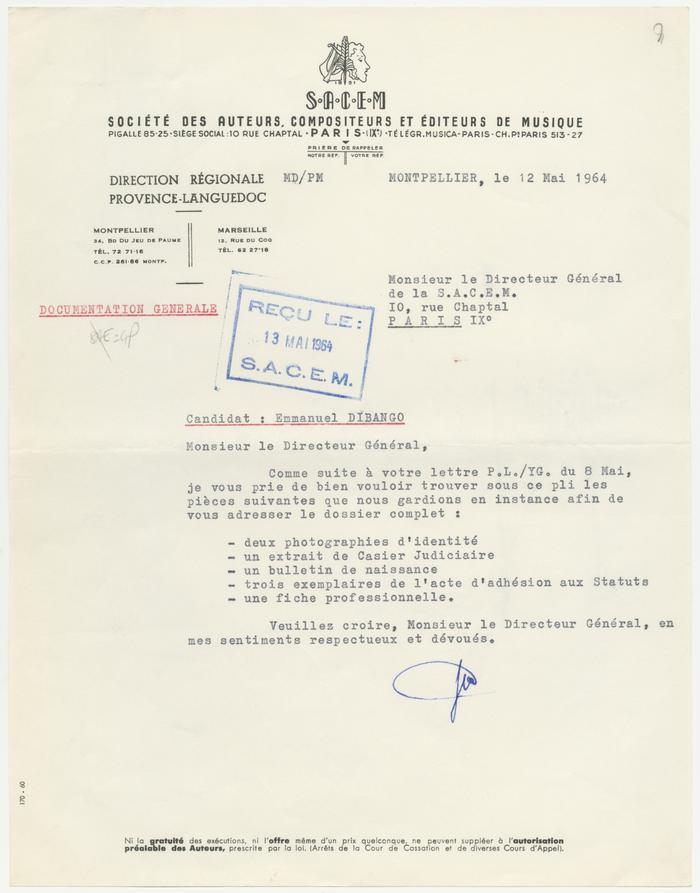 1851
S·A·C·E·M
SOCIÉTÉ DES AUTEURS, COMPOSITEURS ET ÉDITEURS DE MUSIQUE
PIGALLE 85-25 · SIÈGE SOCIAL : 10 RUE CHAPTAL · PARIS · (IXe) · TÉLÉGR. MUSICA-PARIS · CH. Pt PARIS 513-27
PRIÈRE DE RAPPELER
NOTRE RÉF. VOTRE RÉF.
DIRECTION RÉGIONALE MD/PM MONTPELLIER, le 12 Mai 1964
PROVENCE-LANGUEDOC
MONTPELLIER MARSEILLE
34, BD DU JEU DE PAUME 12, RUE DU COQ
TÉL. 72 71-16 TÉL. 62 27-18
C.C.P. 261-86 MONTP.
Monsieur le Directeur Général
de la S.A.C.E.M.
IO, rue Chaptal
P A R I S IX°
DOCUMENTATION GENERALE
REÇU LE :
13 MAI 1964
S.A.C.E.M.
Candidat : Emmanuel DIBANGO
Monsieur le Directeur Général,
Comme suite à votre lettre P.L./YG. du 8 Mai,
je vous prie de bien vouloir trouver sous ce pli les
pièces suivantes que nous gardions en instance afin de
vous adresser le dossier complet :
- deux photographies d'identité
- un extrait de Casier Judiciaire
- un bulletin de naissance
- trois exemplaires de l'acte d'adhésion aux Statuts
- une fiche professionnelle.
Veuillez croire, Monsieur le Directeur Général, en
mes sentiments respectueux et dévoués.
170 - 60
Ni la gratuité des exécutions, ni l'offre même d'un prix quelconque, ne peuvent suppléer à l'autorisation
préalable des Auteurs, prescrite par la loi. (Arrêts de la Cour de Cassation et de diverses Cours d'Appel).